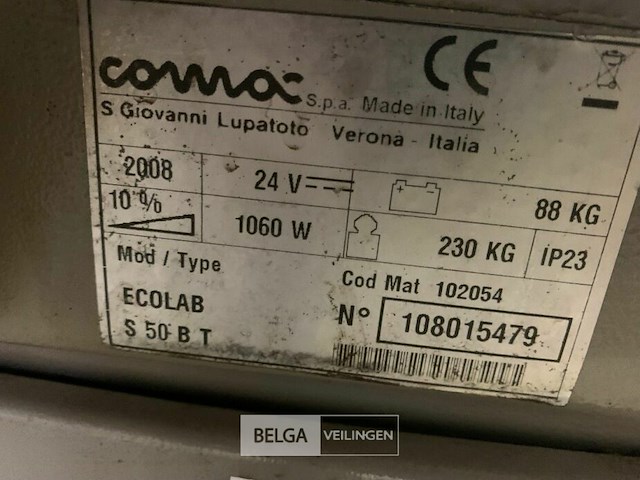 comac S.p.a. Made in Italy
S Giovanni Lupatoto Verona - Italia
2008 24 V 88 KG
10 % 1060 W 230 KG IP23
Mod / Type
Cod Mat 102054
ECOLAB
S 50 B T
N° 108015479
BELGA VEILINGEN